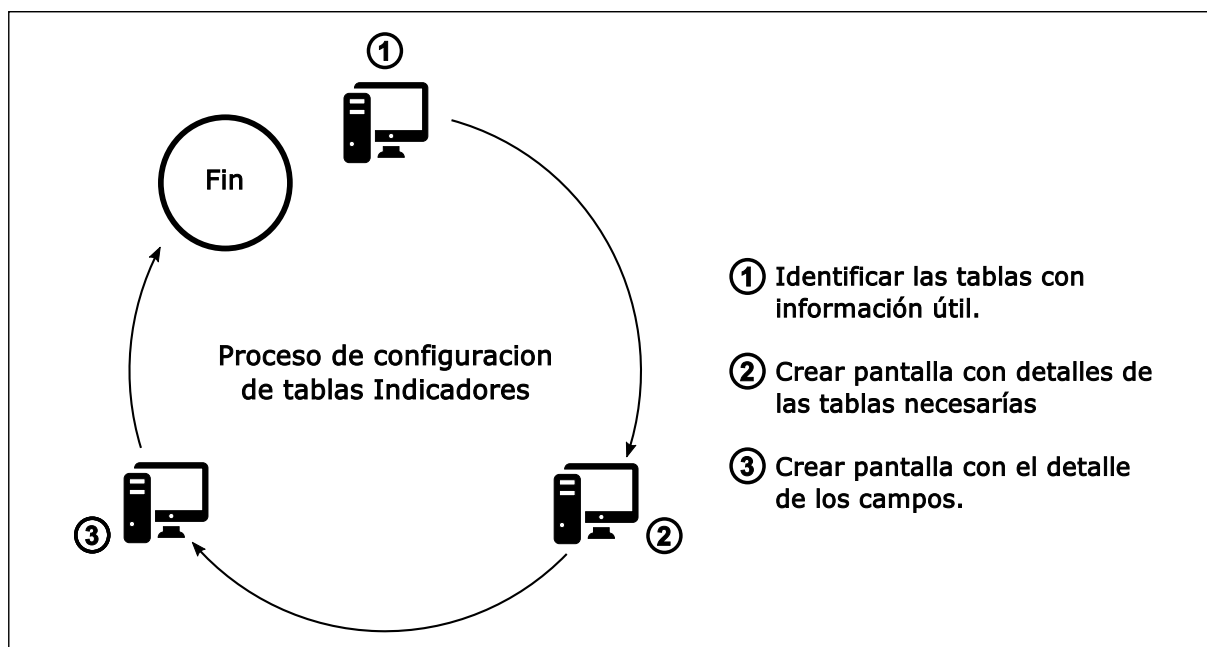 1
Fin
Proceso de configuracion
de tablas Indicadores
3
2
1 Identificar las tablas con
información útil.
2 Crear pantalla con detalles de
las tablas necesarías
3 Crear pantalla con el detalle
de los campos.